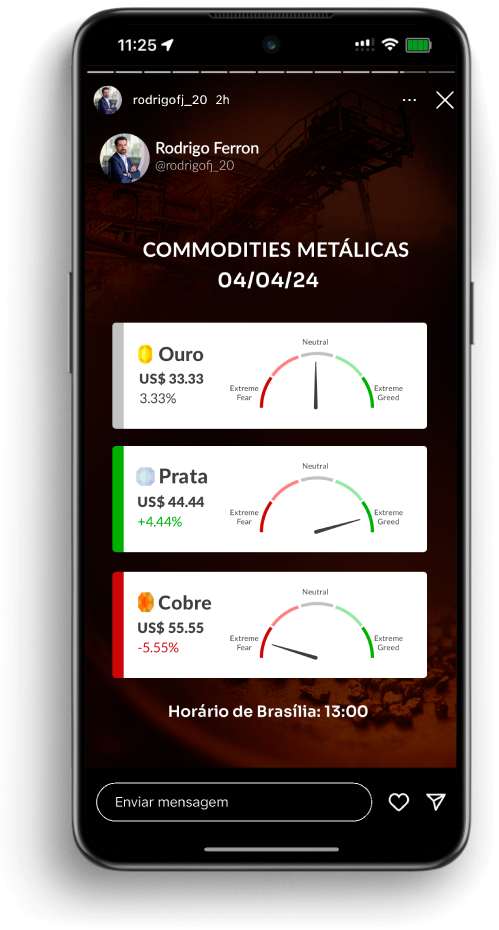 11:25
rodrigofj_20 2h
Rodrigo Ferron
@rodrigofj_20
COMMODITIES METÁLICAS
04/04/24
Ouro
US$ 33.33
3.33%
Neutral
Extreme
Fear
Extreme
Greed
Prata
US$ 44.44
+4.44%
Neutral
Extreme
Fear
Extreme
Greed
Cobre
US$ 55.55
-5.55%
Neutral
Extreme
Fear
Extreme
Greed
Horário de Brasília: 13:00
Enviar mensagem